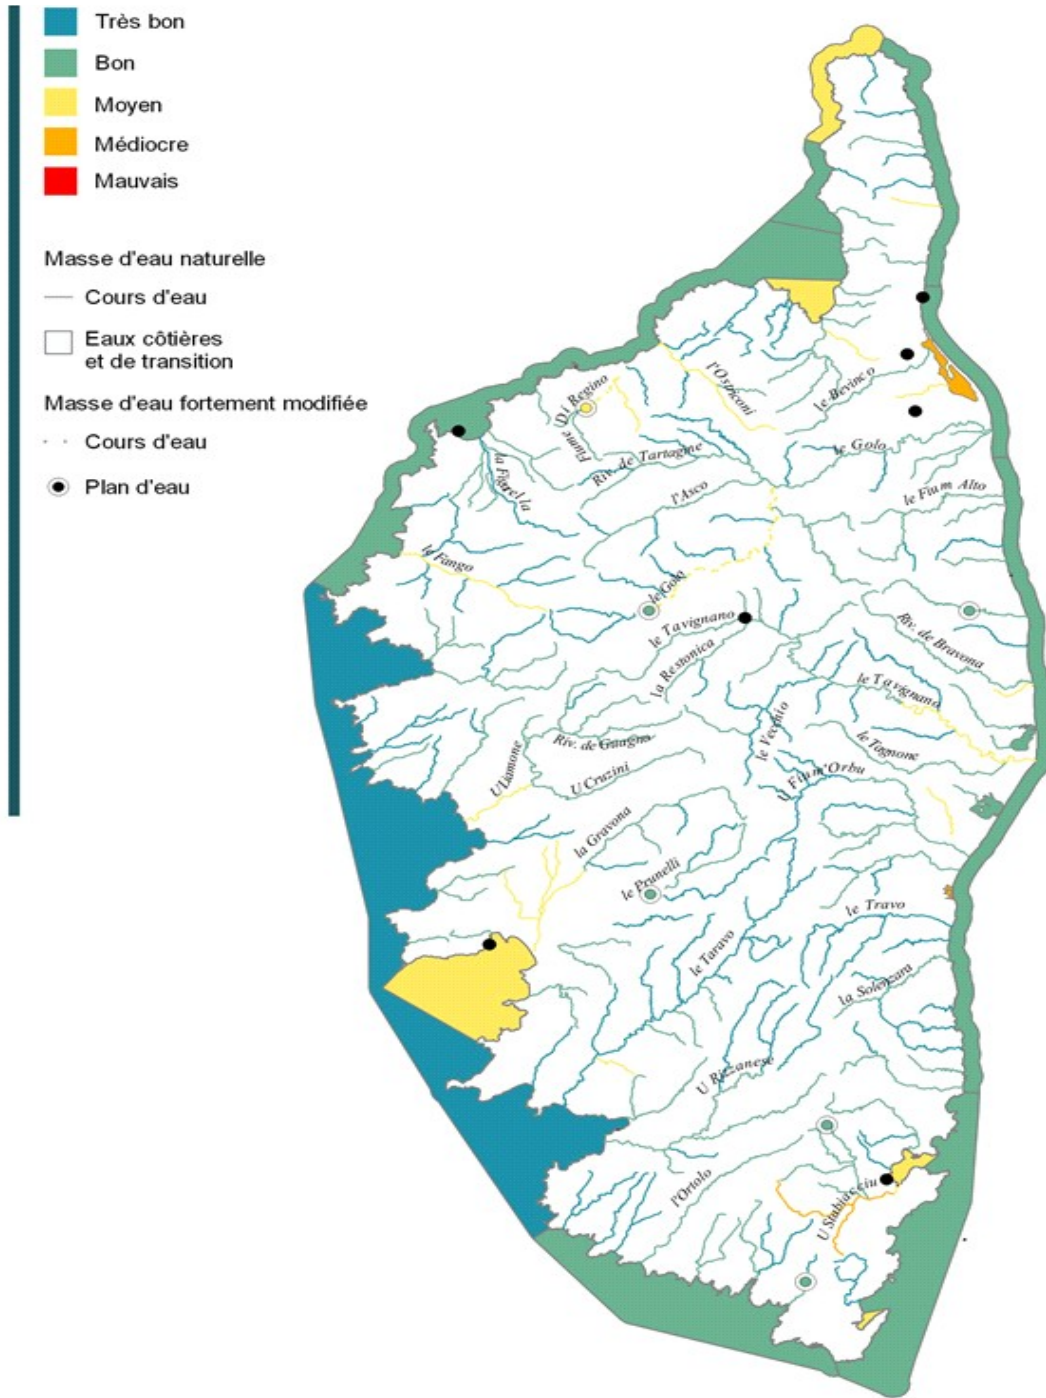 Très bon
Bon
Moyen
Médiocre
Mauvais
Masse d'eau naturelle
Cours d'eau
Eaux côtières
et de transition
Masse d'eau fortement modifiée
Cours d'eau
Plan d'eau
l'Ostriconi
le Bevinco
Fiume Di Regino
le Golo
Riv. de Tartagine
la Figarella
l'Asco
le Fium Alto
le Fango
le Golo
le Tavignano
la Restonica
Riv. de Bravona
le Tavignano
le Vecchio
Riv. de Guagno
le Tagnone
U Liamone
U Cruzini
U Fium'Orbu
la Gravona
le Prunelli
le Travo
le Taravo
la Solenzara
U Rizzanese
l'Ortolo
U Stabiacciu